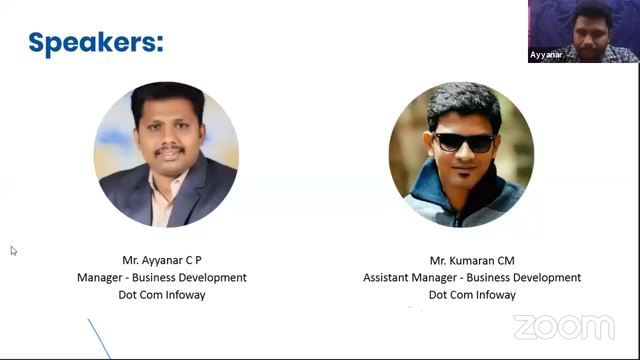 Speakers:
Ayyanar
Mr. Ayyanar C P
Manager - Business Development
Dot Com Infoway
Mr. Kumaran CM
Assistant Manager - Business Development
Dot Com Infoway
zoom